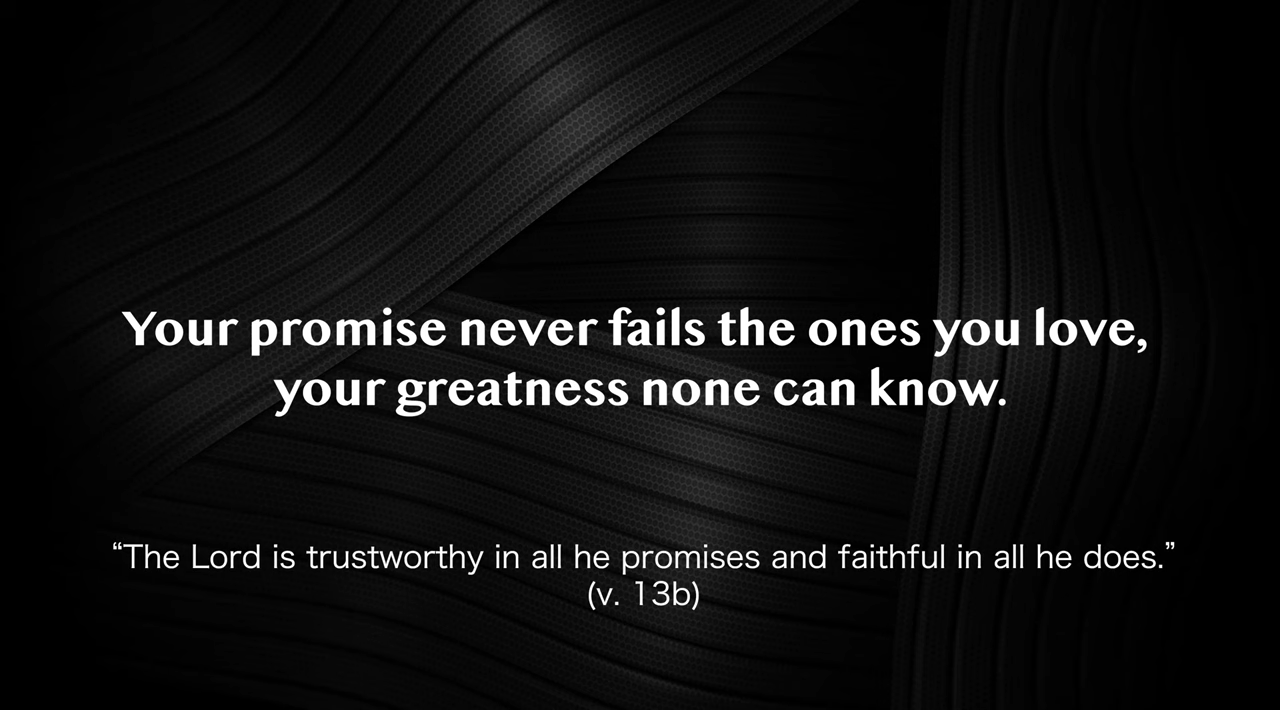 Your promise never fails the ones you love,
your greatness none can know.
“The Lord is trustworthy in all he promises and faithful in all he does.”
(v. 13b)